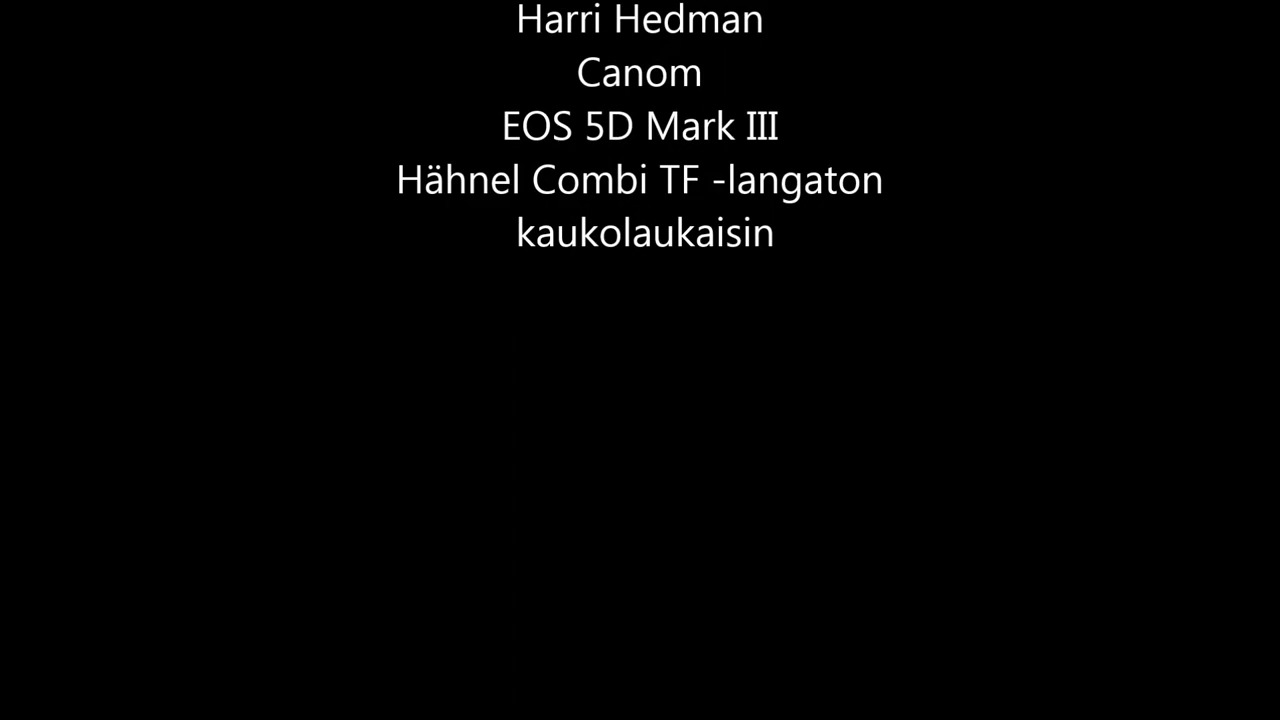 Harri Hedman
Canom
EOS 5D Mark III
Hähnel Combi TF -langaton
kaukolaukaisin